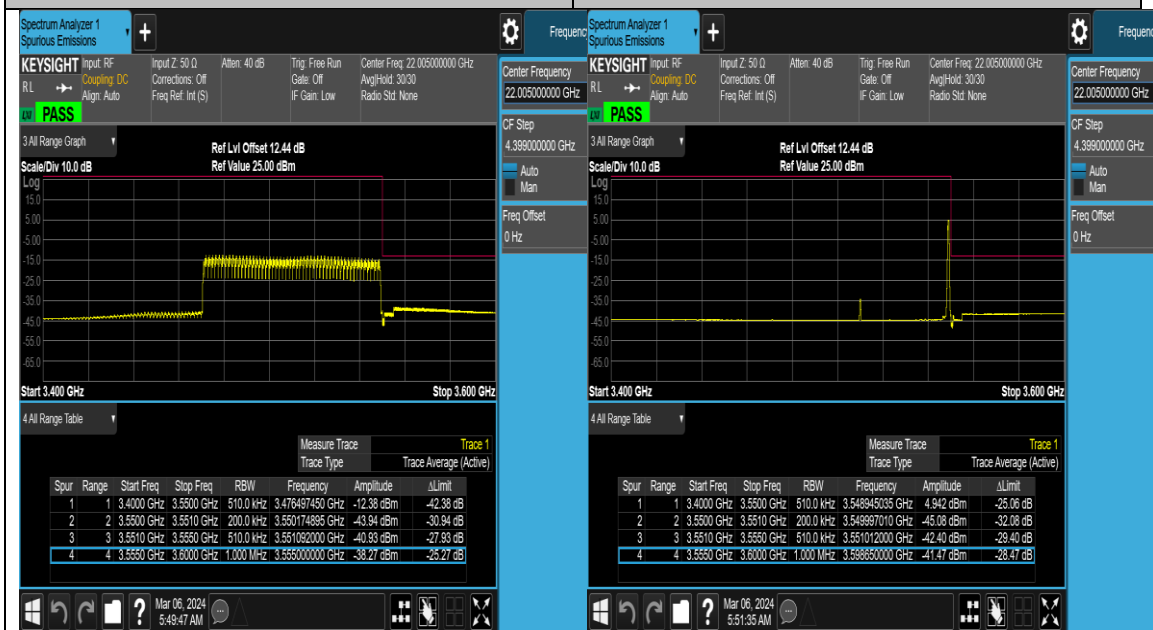 Spectrum Analyzer 1
Spurious Emissions
+
Frequenc
KEYSIGHT Input: RF Input Z: 50 Ω Atten: 40 dB Trig: Free Run Center Freq: 22.005000000 GHz
RL Coupling: DC Corrections: Off Gate: Off Avg|Hold: 30/30
Align: Auto Freq Ref: Int (S) IF Gain: Low Radio Std: None
LXI PASS
Center Frequency
22.005000000 GHz
CF Step
4.399000000 GHz
Auto
Man
Freq Offset
0 Hz
3 All Range Graph
Ref Lvl Offset 12.44 dB
Scale/Div 10.0 dB Ref Value 25.00 dBm
Log
15.0
5.00
-5.00
-15.0
-25.0
-35.0
-45.0
-55.0
-65.0
Start 3.400 GHz Stop 3.600 GHz
4 All Range Table
Measure Trace Trace 1
Trace Type Trace Average (Active)
Spur Range Start Freq Stop Freq RBW Frequency Amplitude ΔLimit
1 1 3.4000 GHz 3.5500 GHz 510.0 kHz 3.476497450 GHz -12.38 dBm -42.38 dB
2 2 3.5500 GHz 3.5510 GHz 200.0 kHz 3.550174895 GHz -43.94 dBm -30.94 dB
3 3 3.5510 GHz 3.5550 GHz 510.0 kHz 3.551092000 GHz -40.93 dBm -27.93 dB
4 4 3.5550 GHz 3.6000 GHz 1.000 MHz 3.555000000 GHz -38.27 dBm -25.27 dB
? Mar 06, 2024
5:49:47 AM
Spectrum Analyzer 1
Spurious Emissions
+
Frequenc
KEYSIGHT Input: RF Input Z: 50 Ω Atten: 40 dB Trig: Free Run Center Freq: 22.005000000 GHz
RL Coupling: DC Corrections: Off Gate: Off Avg|Hold: 30/30
Align: Auto Freq Ref: Int (S) IF Gain: Low Radio Std: None
LXI PASS
Center Frequency
22.005000000 GHz
CF Step
4.399000000 GHz
Auto
Man
Freq Offset
0 Hz
3 All Range Graph
Ref Lvl Offset 12.44 dB
Scale/Div 10.0 dB Ref Value 25.00 dBm
Log
15.0
5.00
-5.00
-15.0
-25.0
-35.0
-45.0
-55.0
-65.0
Start 3.400 GHz Stop 3.600 GHz
4 All Range Table
Measure Trace Trace 1
Trace Type Trace Average (Active)
Spur Range Start Freq Stop Freq RBW Frequency Amplitude ΔLimit
1 1 3.4000 GHz 3.5500 GHz 510.0 kHz 3.548945035 GHz 4.942 dBm -25.06 dB
2 2 3.5500 GHz 3.5510 GHz 200.0 kHz 3.549997010 GHz -45.08 dBm -32.08 dB
3 3 3.5510 GHz 3.5550 GHz 510.0 kHz 3.551012000 GHz -42.40 dBm -29.40 dB
4 4 3.5550 GHz 3.6000 GHz 1.000 MHz 3.598650000 GHz -41.47 dBm -28.47 dB
? Mar 06, 2024
5:51:35 AM